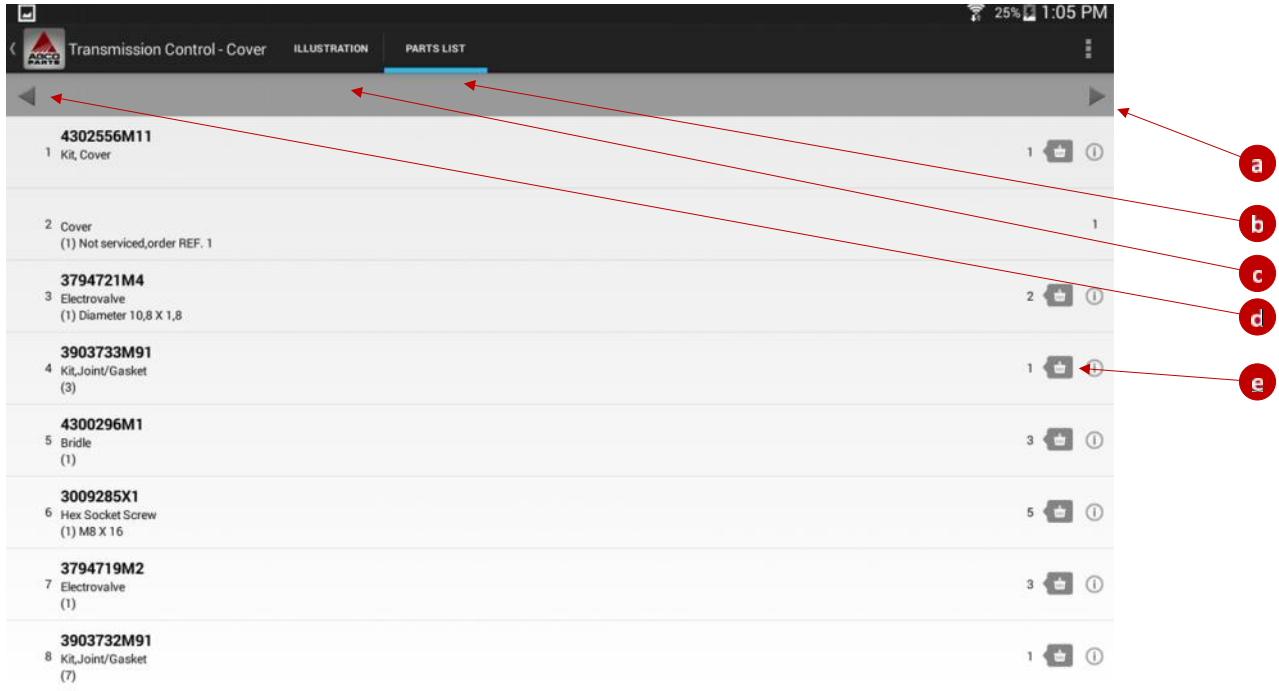 25% 1:05 PM
AGCO PARTS Transmission Control - Cover ILLUSTRATION PARTS LIST
4302556M11
1 Kit, Cover 1 i
a
2 Cover 1
(1) Not serviced,order REF. 1
b
3794721M4
3 Electrovalve 2 i
(1) Diameter 10,8 X 1,8
c
d
3903733M91
4 Kit,Joint/Gasket 1 i
(3)
e
4300296M1
5 Bridle 3 i
(1)
3009285X1
6 Hex Socket Screw 5 i
(1) M8 X 16
3794719M2
7 Electrovalve 3 i
(1)
3903732M91
8 Kit,Joint/Gasket 1 i
(7)